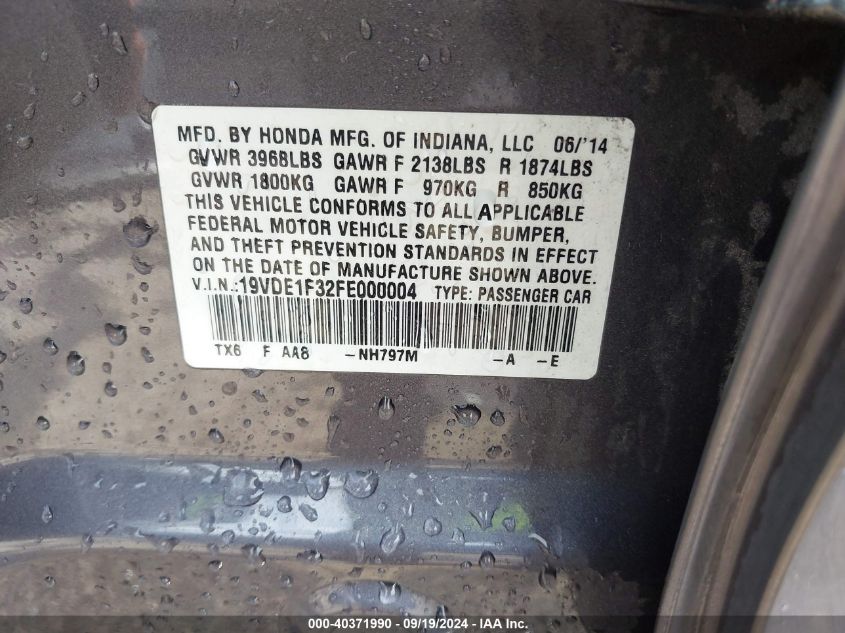 MFD. BY HONDA MFG. OF INDIANA, LLC 06/'14
GVWR 3968LBS GAWR F 2138LBS R 1874LBS
GVWR 1800KG GAWR F 970KG R 850KG
THIS VEHICLE CONFORMS TO ALL APPLICABLE
FEDERAL MOTOR VEHICLE SAFETY, BUMPER,
AND THEFT PREVENTION STANDARDS IN EFFECT
ON THE DATE OF MANUFACTURE SHOWN ABOVE.
V.I.N.:19VDE1F32FE000004 TYPE: PASSENGER CAR
TX6 F AA8 -NH797M -A -E
000-40371990 - 09/19/2024 - IAA Inc.